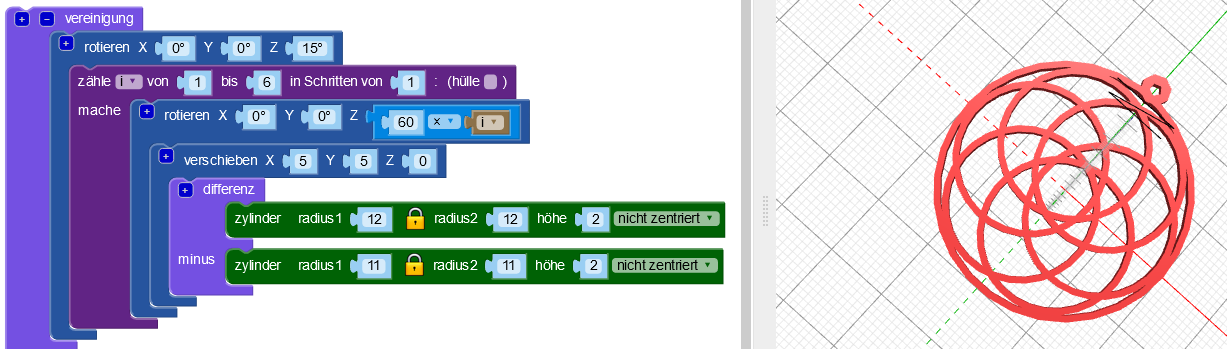 + − vereinigung
+ rotieren X 0° Y 0° Z 15°
zähle i ▾ von 1 bis 6 in Schritten von 1 : (hülle )
mache + rotieren X 0° Y 0° Z 60 × ▾ i ▾
+ verschieben X 5 Y 5 Z 0
+ differenz
zylinder radius1 12 radius2 12 höhe 2 nicht zentriert ▾
minus zylinder radius1 11 radius2 11 höhe 2 nicht zentriert ▾